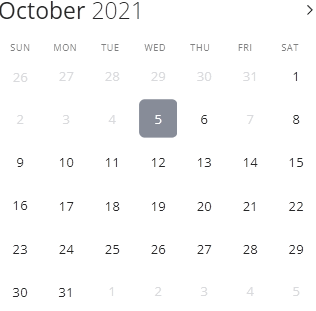 October 2021
SUN MON TUE WED THU FRI SAT
26 27 28 29 30 31 1
2 3 4 5 6 7 8
9 10 11 12 13 14 15
16 17 18 19 20 21 22
23 24 25 26 27 28 29
30 31 1 2 3 4 5